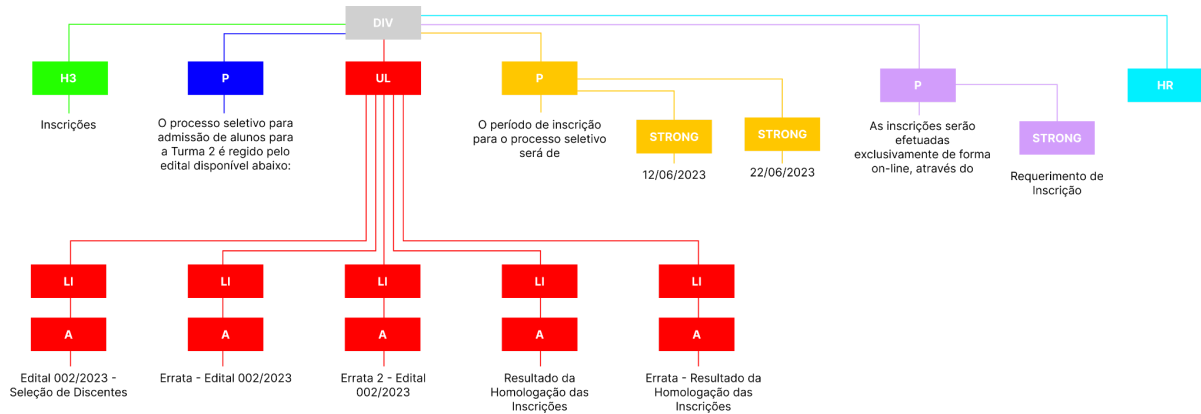 DIV
H3
P
UL
P
P
HR
Inscrições
O processo seletivo para
admissão de alunos para
a Turma 2 é regido pelo
edital disponível abaixo:
O período de inscrição
para o processo seletivo
será de
STRONG
12/06/2023
STRONG
22/06/2023
As inscrições serão
efetuadas
exclusivamente de forma
on-line, através do
STRONG
Requerimento de
Inscrição
LI
LI
LI
LI
LI
A
A
A
A
A
Edital 002/2023 -
Seleção de Discentes
Errata - Edital 002/2023
Errata 2 - Edital
002/2023
Resultado da
Homologação das
Inscrições
Errata - Resultado da
Homologação das
Inscrições